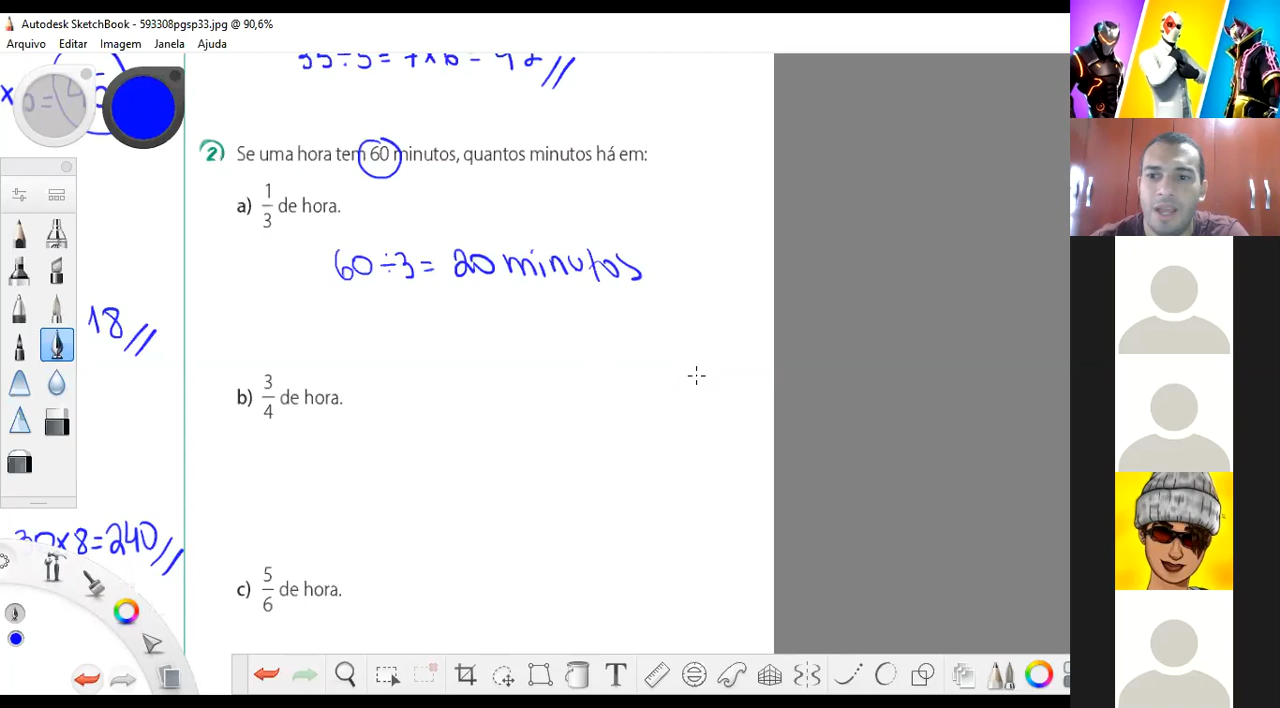 Autodesk SketchBook - 593308pgsp33.jpg @ 90,6%
Arquivo Editar Imagem Janela Ajuda
2 Se uma hora tem 60 minutos, quantos minutos há em:
a) 1/3 de hora.
60 ÷ 3 = 20 minutos
18 //
b) 3/4 de hora.
x 8 = 240 //
c) 5/6 de hora.
T